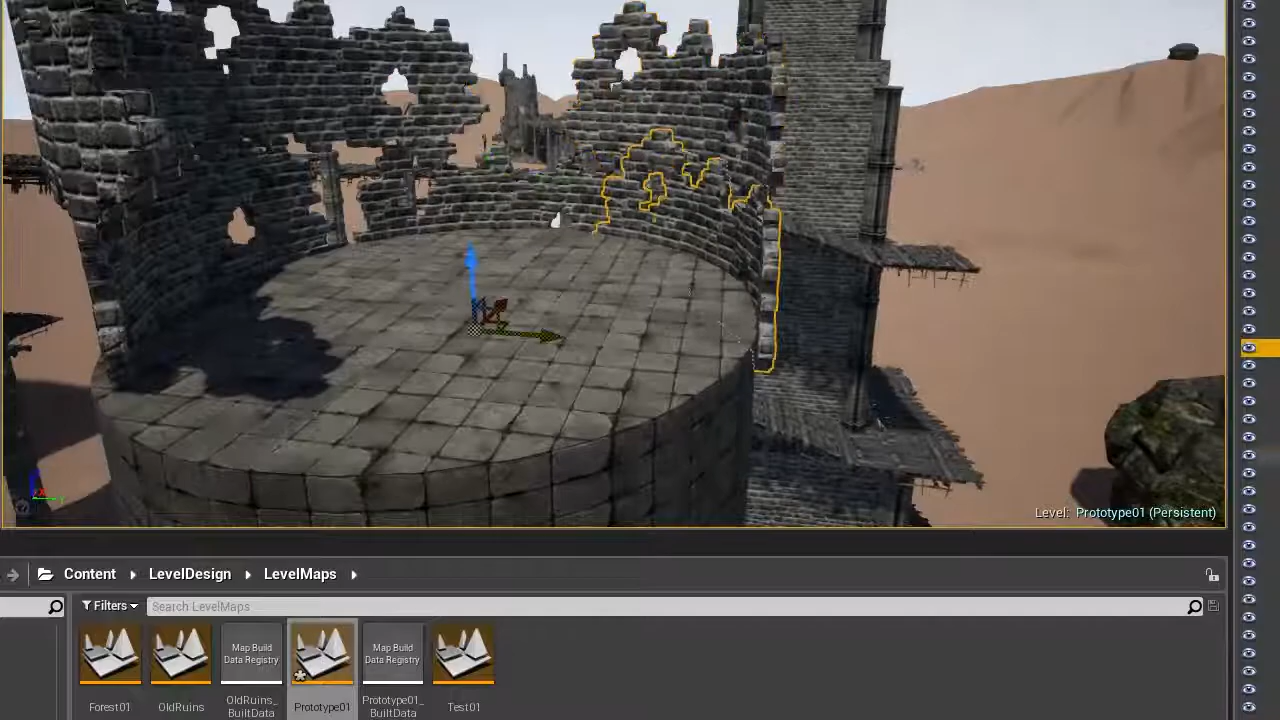 Level: Prototype01 (Persistent)
Content LevelDesign LevelMaps
Filters Search LevelMaps
Map Build
Data Registry
Map Build
Data Registry
Forest01
OldRuins
OldRuins_
BuiltData
Prototype01
Prototype01_
BuiltData
Test01